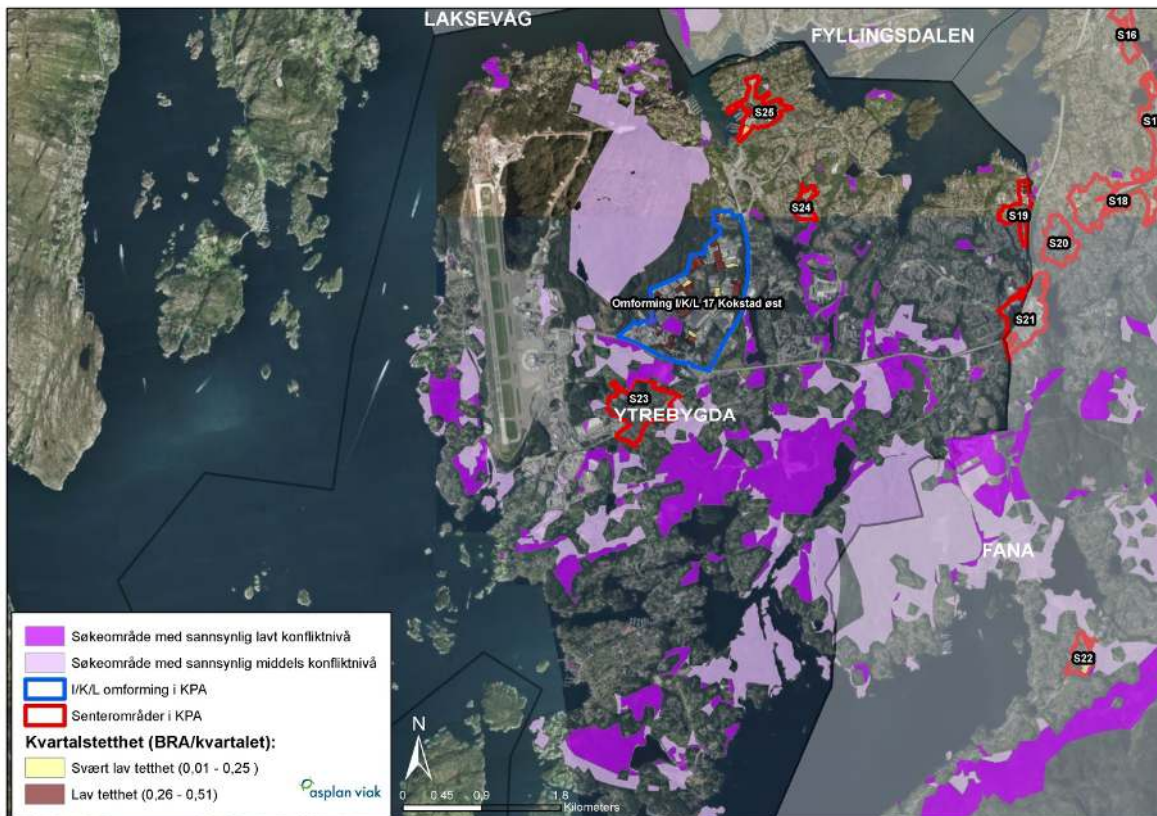 LAKSEVÅG
FYLLINGSDALEN
S16
S25
S1
S24
S19
S18
S20
Omforming I/K/L 17 Kokstad øst
S21
S23
YTREBYGDA
FANA
S22
Søkeområde med sannsynlig lavt konfliktnivå
Søkeområde med sannsynlig middels konfliktnivå
I/K/L omforming i KPA
Senterområder i KPA
Kvartalstetthet (BRA/kvartalet):
Svært lav tetthet (0,01 - 0,25 )
Lav tetthet (0,26 - 0,51)
asplan viak
N
0 0,45 0,9 1,8
Kilometers